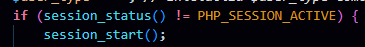 if (session_status() != PHP_SESSION_ACTIVE) {
session_start();